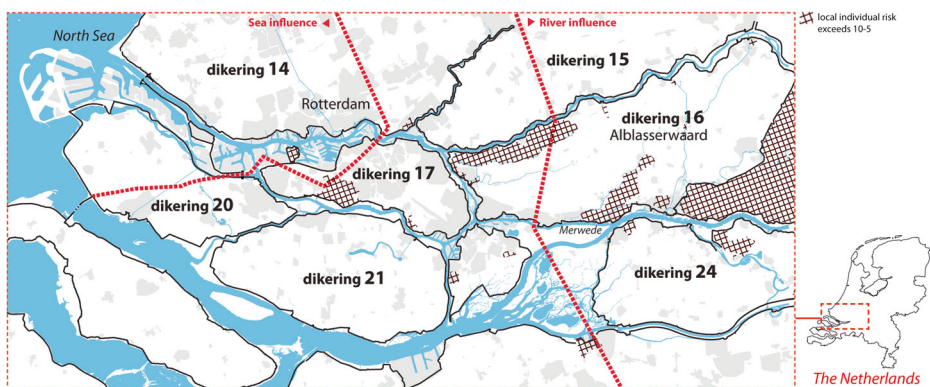 Sea influence
River influence
local individual risk
exceeds 10-5
North Sea
dikering 14
dikering 15
Rotterdam
dikering 16
Alblasserwaard
dikering 17
dikering 20
Merwede
dikering 21
dikering 24
The Netherlands